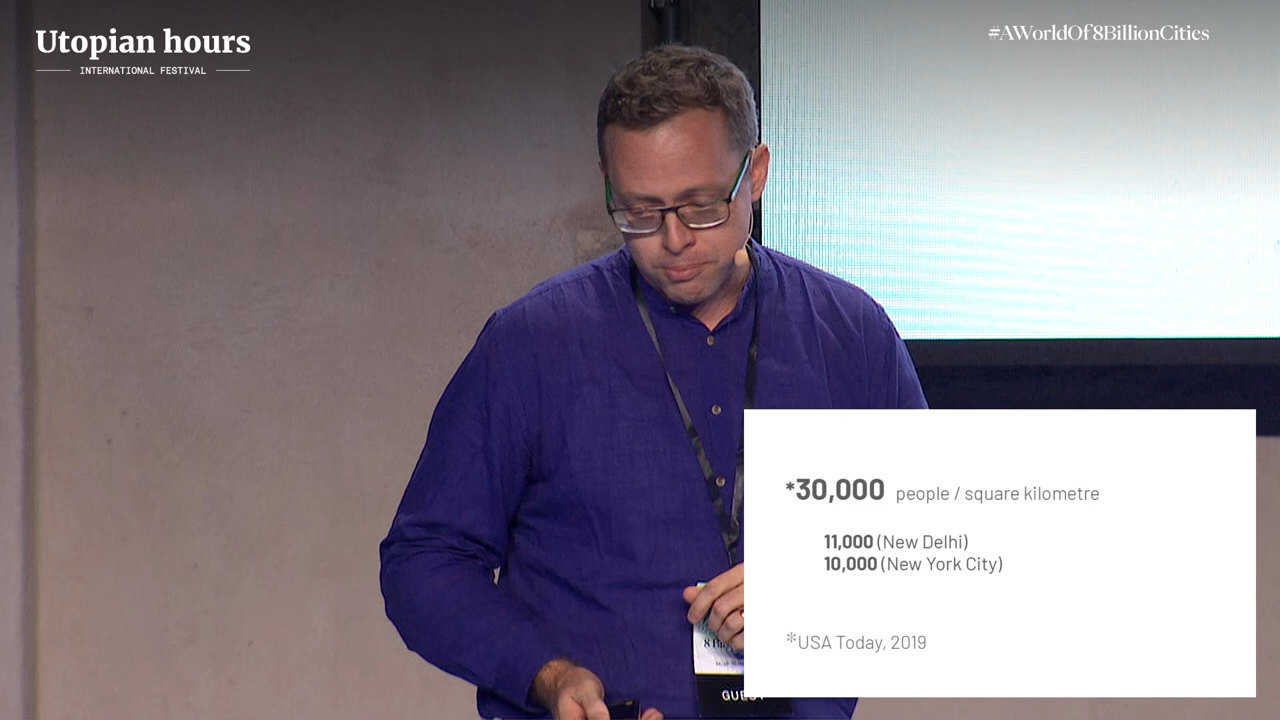 Utopian hours
INTERNATIONAL FESTIVAL
#AWorldOf8BillionCities
*30,000 people / square kilometre
11,000 (New Delhi)
10,000 (New York City)
*USA Today, 2019
GUEST